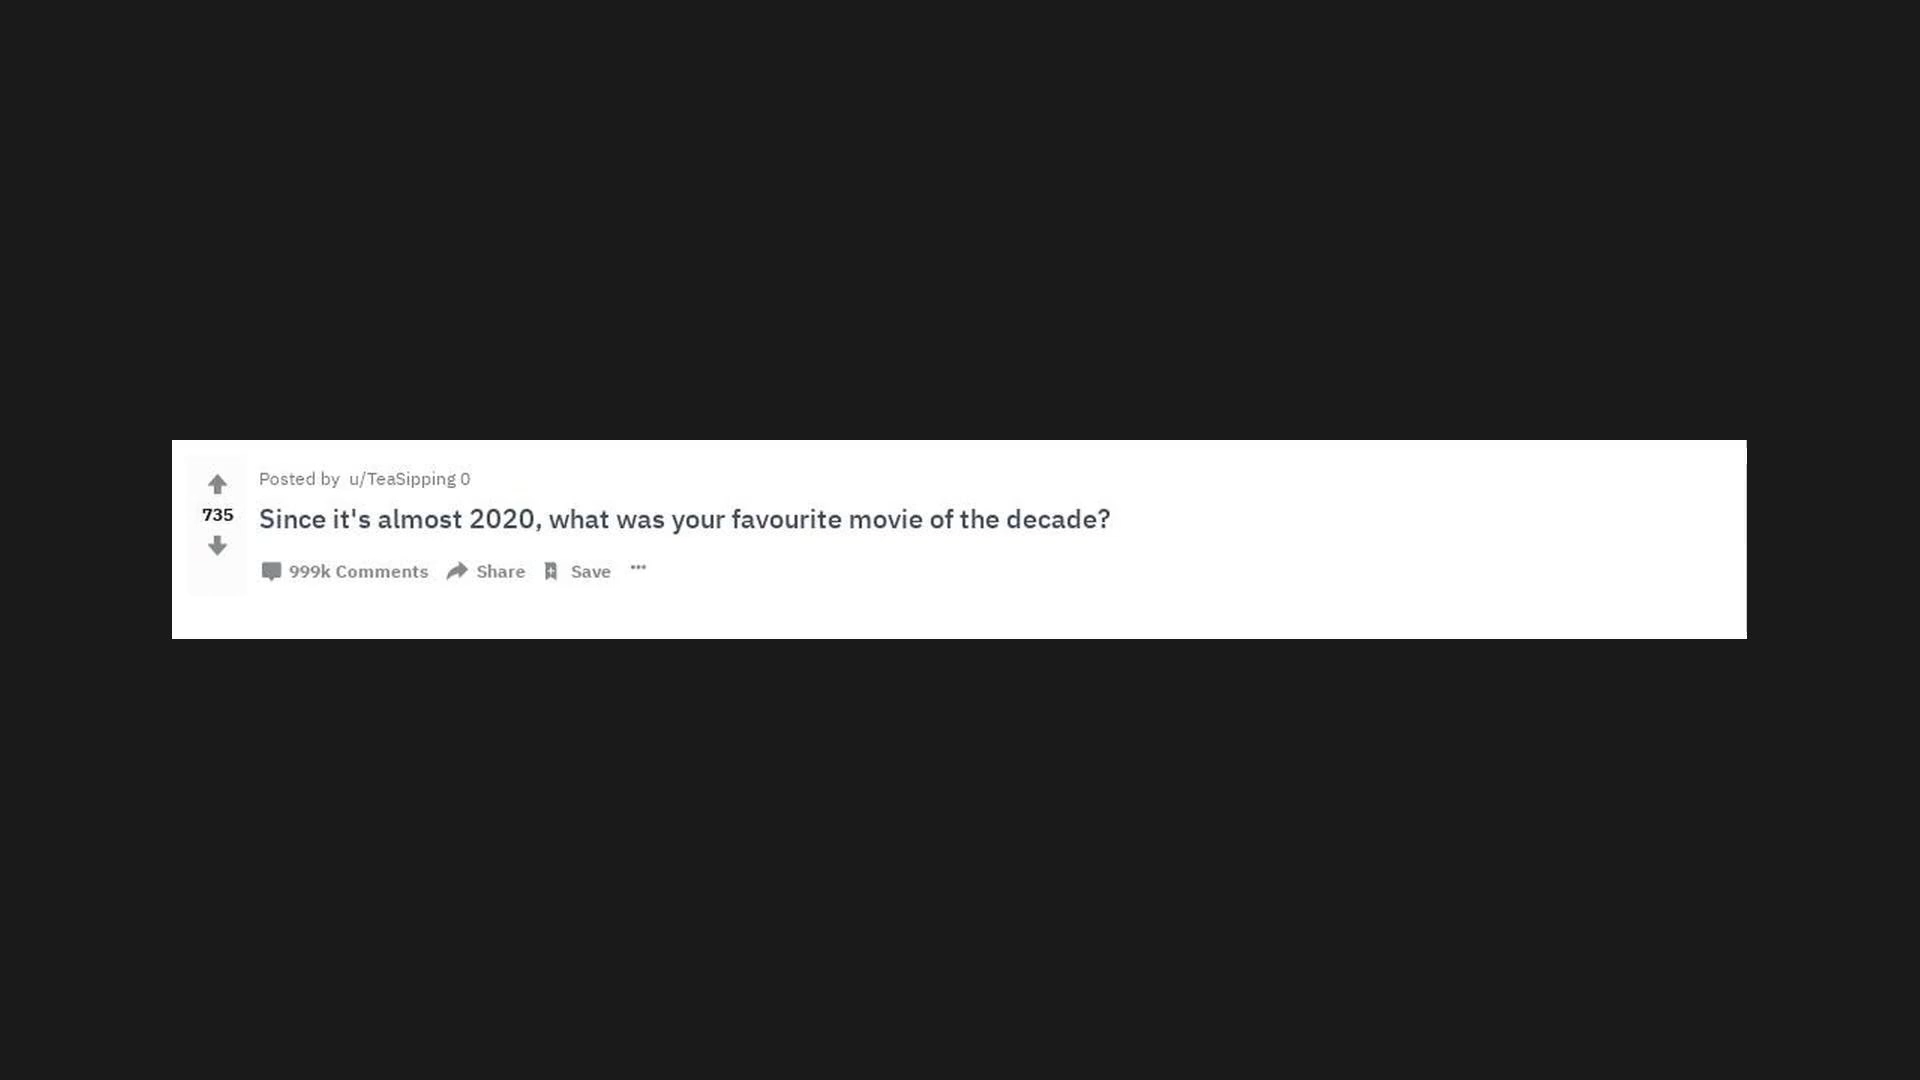 Posted by u/TeaSipping 0
735
Since it's almost 2020, what was your favourite movie of the decade?
999k Comments Share Save ...